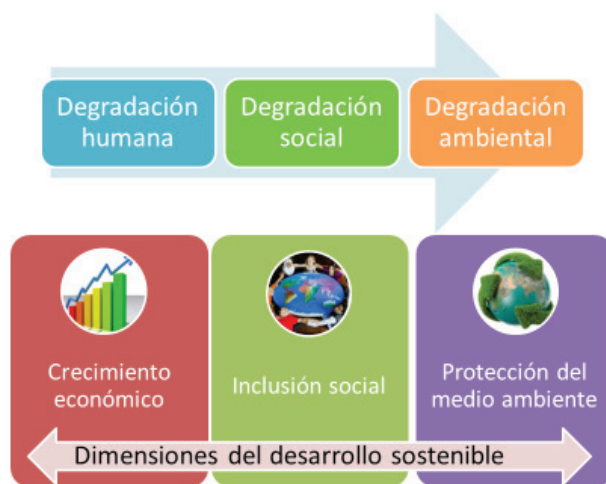 Degradación
humana
Degradación
social
Degradación
ambiental
Crecimiento
económico
Inclusión social
Protección del
medio ambiente
Dimensiones del desarrollo sostenible